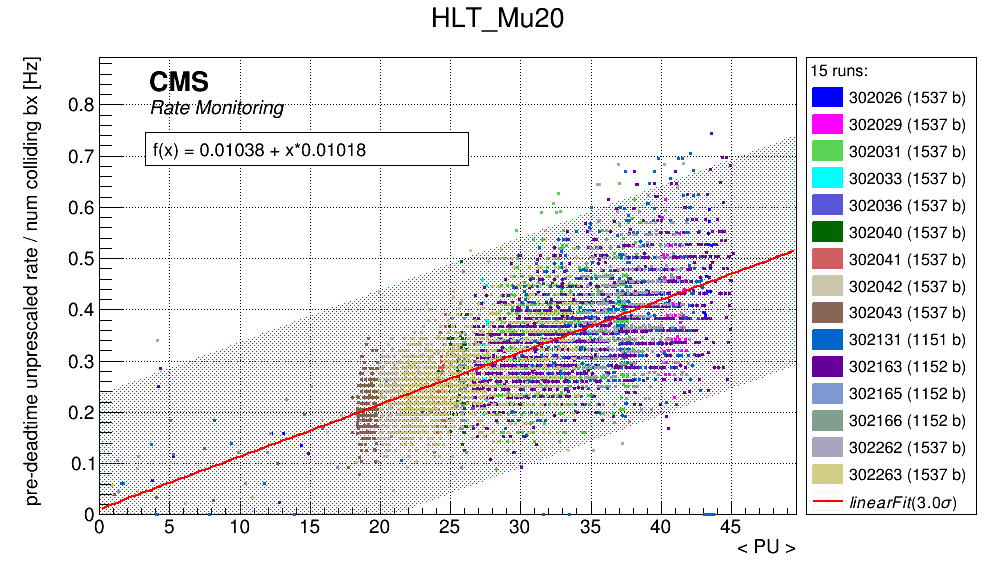 HLT_Mu20
pre-deadtime unprescaled rate / num colliding bx [Hz]
CMS
Rate Monitoring
f(x) = 0.01038 + x*0.01018
0.8
0.7
0.6
0.5
0.4
0.3
0.2
0.1
0
0 5 10 15 20 25 30 35 40 45
< PU >
15 runs:
302026 (1537 b)
302029 (1537 b)
302031 (1537 b)
302033 (1537 b)
302036 (1537 b)
302040 (1537 b)
302041 (1537 b)
302042 (1537 b)
302043 (1537 b)
302131 (1151 b)
302163 (1152 b)
302165 (1152 b)
302166 (1152 b)
302262 (1537 b)
302263 (1537 b)
linearFit(3.0σ)